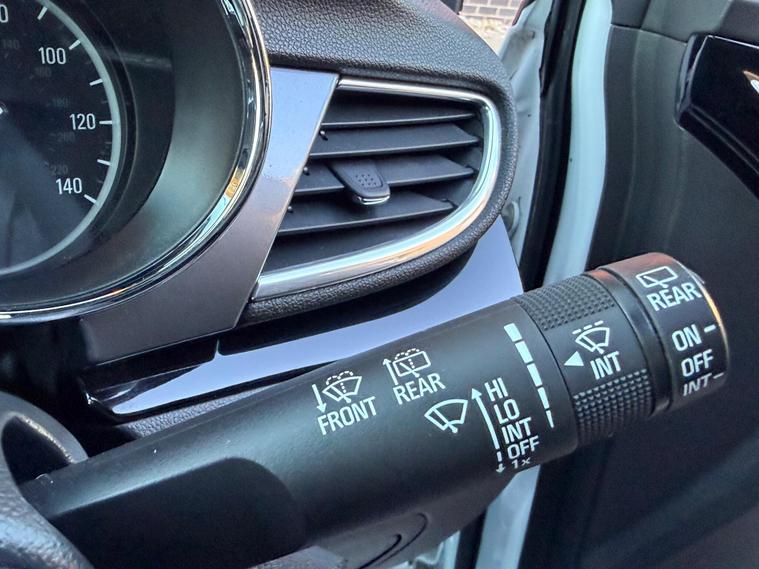 100
120
140
REAR
ON
OFF
INT
INT
FRONT
REAR
HI
LO
INT
OFF
1x